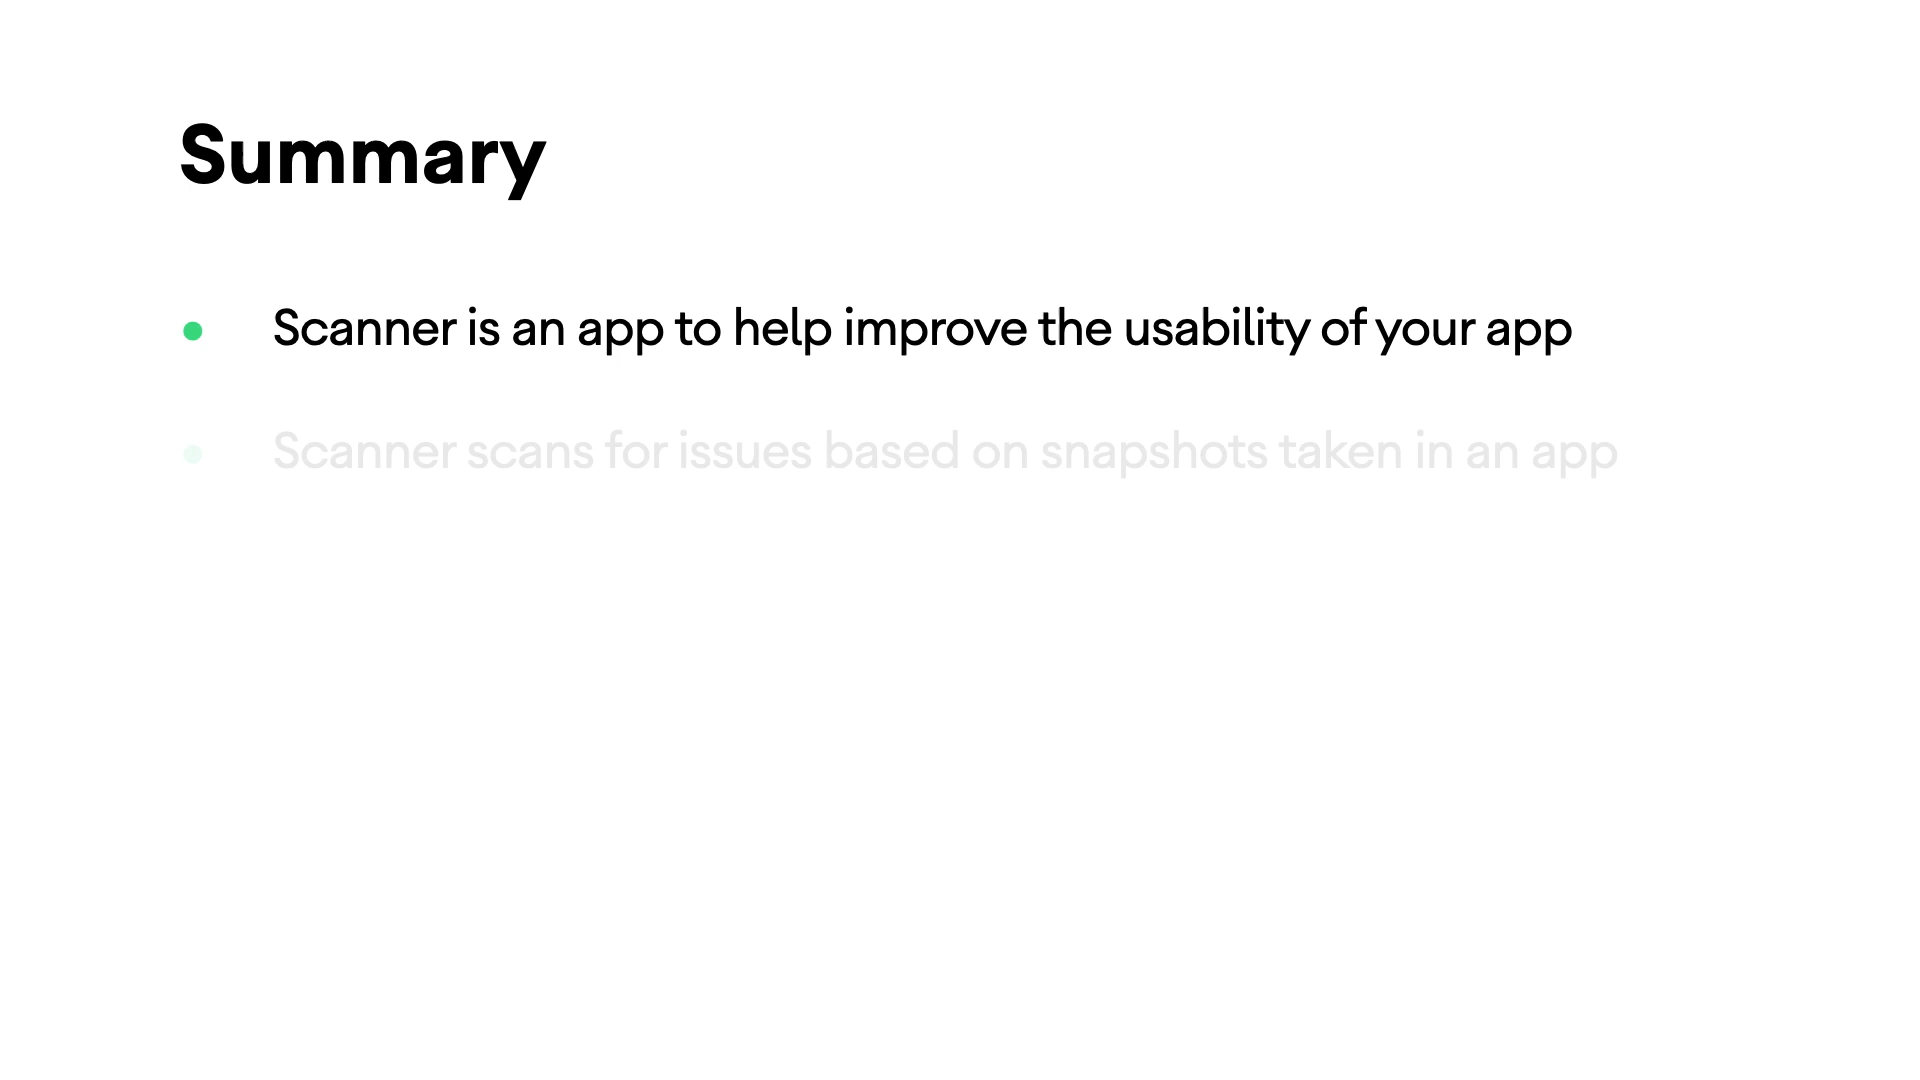 Summary
Scanner is an app to help improve the usability of your app
Scanner scans for issues based on snapshots taken in an app